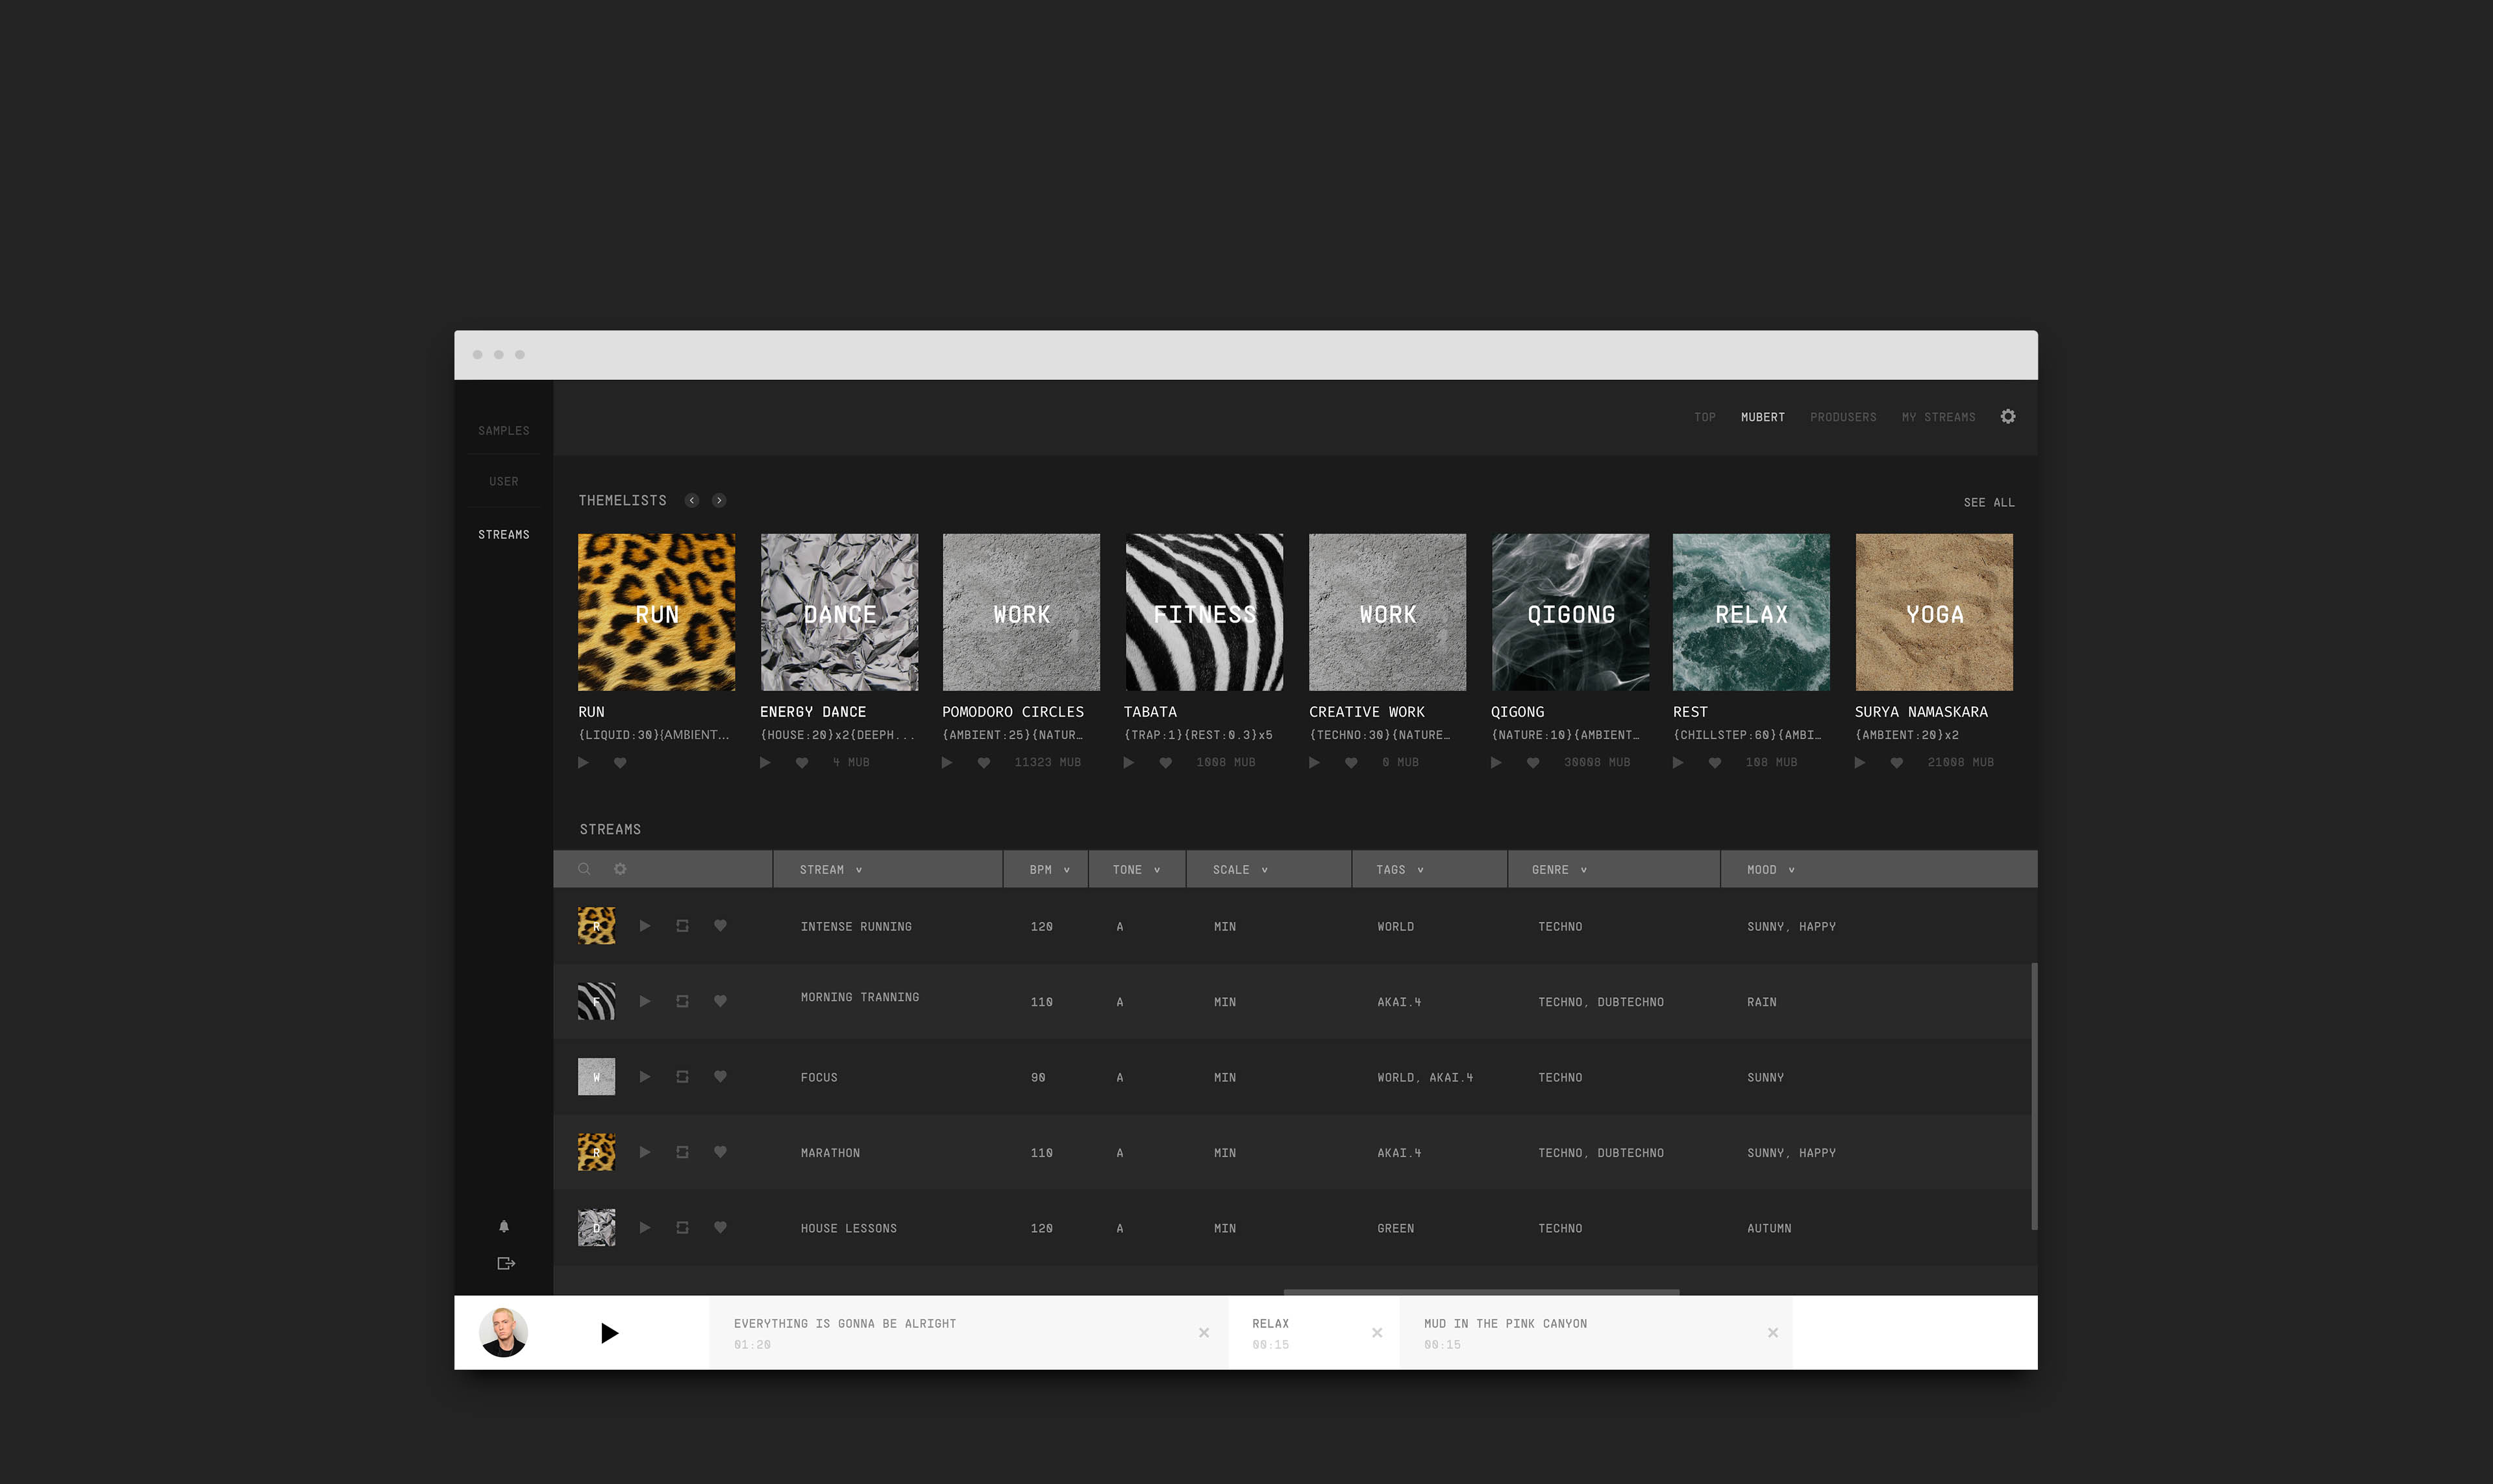 SAMPLES
USER
STREAMS
TOP MUBERT PRODUSERS MY STREAMS
THEMELISTS
SEE ALL
RUN DANCE WORK FITNESS WORK QIGONG RELAX YOGA
RUN ENERGY DANCE POMODORO CIRCLES TABATA CREATIVE WORK QIGONG REST SURYA NAMASKARA
{LIQUID:30}{AMBIENT... {HOUSE:20}x2{DEEPH... {AMBIENT:25}{NATUR… {TRAP:1}{REST:0.3}x5 {TECHNO:30}{NATURE… {NATURE:10}{AMBIENT… {CHILLSTEP:60}{AMBI… {AMBIENT:20}x2
4 MUB 11323 MUB 1008 MUB 0 MUB 30008 MUB 108 MUB 21008 MUB
STREAMS
STREAM BPM TONE SCALE TAGS GENRE MOOD
R INTENSE RUNNING 120 A MIN WORLD TECHNO SUNNY, HAPPY
F MORNING TRANNING 110 A MIN AKAI.4 TECHNO, DUBTECHNO RAIN
W FOCUS 90 A MIN WORLD, AKAI.4 TECHNO SUNNY
R MARATHON 110 A MIN AKAI.4 TECHNO, DUBTECHNO SUNNY, HAPPY
D HOUSE LESSONS 120 A MIN GREEN TECHNO AUTUMN
EVERYTHING IS GONNA BE ALRIGHT RELAX MUD IN THE PINK CANYON
01:20 00:15 00:15